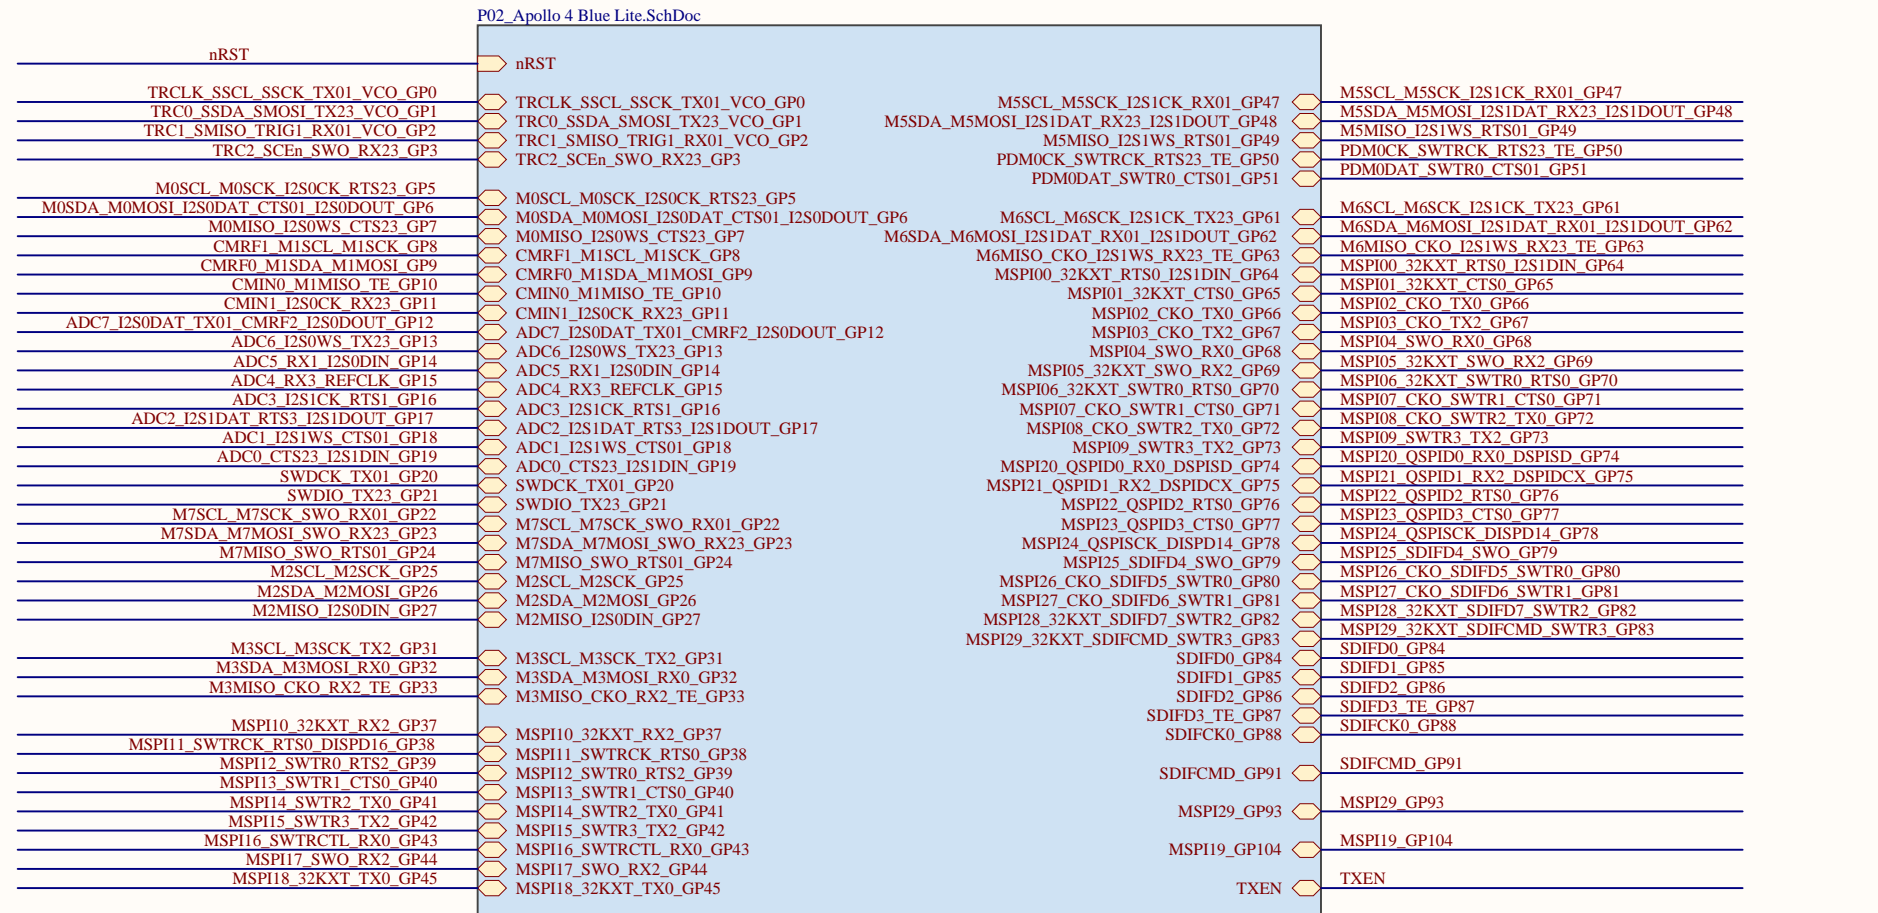 P02_Apollo 4 Blue Lite.SchDoc
nRST
TRCLK_SSCL_SSCK_TX01_VCO_GP0
TRC0_SSDA_SMOSI_TX23_VCO_GP1
TRC1_SMISO_TRIG1_RX01_VCO_GP2
TRC2_SCEn_SWO_RX23_GP3
M0SCL_M0SCK_I2S0CK_RTS23_GP5
M0SDA_M0MOSI_I2S0DAT_CTS01_I2S0DOUT_GP6
M0MISO_I2S0WS_CTS23_GP7
CMRF1_M1SCL_M1SCK_GP8
CMRF0_M1SDA_M1MOSI_GP9
CMIN0_M1MISO_TE_GP10
CMIN1_I2S0CK_RX23_GP11
ADC7_I2S0DAT_TX01_CMRF2_I2S0DOUT_GP12
ADC6_I2S0WS_TX23_GP13
ADC5_RX1_I2S0DIN_GP14
ADC4_RX3_REFCLK_GP15
ADC3_I2S1CK_RTS1_GP16
ADC2_I2S1DAT_RTS3_I2S1DOUT_GP17
ADC1_I2S1WS_CTS01_GP18
ADC0_CTS23_I2S1DIN_GP19
SWDCK_TX01_GP20
SWDIO_TX23_GP21
M7SCL_M7SCK_SWO_RX01_GP22
M7SDA_M7MOSI_SWO_RX23_GP23
M7MISO_SWO_RTS01_GP24
M2SCL_M2SCK_GP25
M2SDA_M2MOSI_GP26
M2MISO_I2S0DIN_GP27
M3SCL_M3SCK_TX2_GP31
M3SDA_M3MOSI_RX0_GP32
M3MISO_CKO_RX2_TE_GP33
MSPI10_32KXT_RX2_GP37
MSPI11_SWTRCK_RTS0_DISPD16_GP38
MSPI12_SWTR0_RTS2_GP39
MSPI13_SWTR1_CTS0_GP40
MSPI14_SWTR2_TX0_GP41
MSPI15_SWTR3_TX2_GP42
MSPI16_SWTRCTL_RX0_GP43
MSPI17_SWO_RX2_GP44
MSPI18_32KXT_TX0_GP45
nRST
TRCLK_SSCL_SSCK_TX01_VCO_GP0
TRC0_SSDA_SMOSI_TX23_VCO_GP1
TRC1_SMISO_TRIG1_RX01_VCO_GP2
TRC2_SCEn_SWO_RX23_GP3
M0SCL_M0SCK_I2S0CK_RTS23_GP5
M0SDA_M0MOSI_I2S0DAT_CTS01_I2S0DOUT_GP6
M0MISO_I2S0WS_CTS23_GP7
CMRF1_M1SCL_M1SCK_GP8
CMRF0_M1SDA_M1MOSI_GP9
CMIN0_M1MISO_TE_GP10
CMIN1_I2S0CK_RX23_GP11
ADC7_I2S0DAT_TX01_CMRF2_I2S0DOUT_GP12
ADC6_I2S0WS_TX23_GP13
ADC5_RX1_I2S0DIN_GP14
ADC4_RX3_REFCLK_GP15
ADC3_I2S1CK_RTS1_GP16
ADC2_I2S1DAT_RTS3_I2S1DOUT_GP17
ADC1_I2S1WS_CTS01_GP18
ADC0_CTS23_I2S1DIN_GP19
SWDCK_TX01_GP20
SWDIO_TX23_GP21
M7SCL_M7SCK_SWO_RX01_GP22
M7SDA_M7MOSI_SWO_RX23_GP23
M7MISO_SWO_RTS01_GP24
M2SCL_M2SCK_GP25
M2SDA_M2MOSI_GP26
M2MISO_I2S0DIN_GP27
M3SCL_M3SCK_TX2_GP31
M3SDA_M3MOSI_RX0_GP32
M3MISO_CKO_RX2_TE_GP33
MSPI10_32KXT_RX2_GP37
MSPI11_SWTRCK_RTS0_GP38
MSPI12_SWTR0_RTS2_GP39
MSPI13_SWTR1_CTS0_GP40
MSPI14_SWTR2_TX0_GP41
MSPI15_SWTR3_TX2_GP42
MSPI16_SWTRCTL_RX0_GP43
MSPI17_SWO_RX2_GP44
MSPI18_32KXT_TX0_GP45
M5SCL_M5SCK_I2S1CK_RX01_GP47
M5SDA_M5MOSI_I2S1DAT_RX23_I2S1DOUT_GP48
M5MISO_I2S1WS_RTS01_GP49
PDM0CK_SWTRCK_RTS23_TE_GP50
PDM0DAT_SWTR0_CTS01_GP51
M6SCL_M6SCK_I2S1CK_TX23_GP61
M6SDA_M6MOSI_I2S1DAT_RX01_I2S1DOUT_GP62
M6MISO_CKO_I2S1WS_RX23_TE_GP63
MSPI00_32KXT_RTS0_I2S1DIN_GP64
MSPI01_32KXT_CTS0_GP65
MSPI02_CKO_TX0_GP66
MSPI03_CKO_TX2_GP67
MSPI04_SWO_RX0_GP68
MSPI05_32KXT_SWO_RX2_GP69
MSPI06_32KXT_SWTR0_RTS0_GP70
MSPI07_CKO_SWTR1_CTS0_GP71
MSPI08_CKO_SWTR2_TX0_GP72
MSPI09_SWTR3_TX2_GP73
MSPI20_QSPID0_RX0_DSPISD_GP74
MSPI21_QSPID1_RX2_DSPIDCX_GP75
MSPI22_QSPID2_RTS0_GP76
MSPI23_QSPID3_CTS0_GP77
MSPI24_QSPISCK_DISPD14_GP78
MSPI25_SDIFD4_SWO_GP79
MSPI26_CKO_SDIFD5_SWTR0_GP80
MSPI27_CKO_SDIFD6_SWTR1_GP81
MSPI28_32KXT_SDIFD7_SWTR2_GP82
MSPI29_32KXT_SDIFCMD_SWTR3_GP83
SDIFD0_GP84
SDIFD1_GP85
SDIFD2_GP86
SDIFD3_TE_GP87
SDIFCK0_GP88
SDIFCMD_GP91
MSPI29_GP93
MSPI19_GP104
TXEN
M5SCL_M5SCK_I2S1CK_RX01_GP47
M5SDA_M5MOSI_I2S1DAT_RX23_I2S1DOUT_GP48
M5MISO_I2S1WS_RTS01_GP49
PDM0CK_SWTRCK_RTS23_TE_GP50
PDM0DAT_SWTR0_CTS01_GP51
M6SCL_M6SCK_I2S1CK_TX23_GP61
M6SDA_M6MOSI_I2S1DAT_RX01_I2S1DOUT_GP62
M6MISO_CKO_I2S1WS_RX23_TE_GP63
MSPI00_32KXT_RTS0_I2S1DIN_GP64
MSPI01_32KXT_CTS0_GP65
MSPI02_CKO_TX0_GP66
MSPI03_CKO_TX2_GP67
MSPI04_SWO_RX0_GP68
MSPI05_32KXT_SWO_RX2_GP69
MSPI06_32KXT_SWTR0_RTS0_GP70
MSPI07_CKO_SWTR1_CTS0_GP71
MSPI08_CKO_SWTR2_TX0_GP72
MSPI09_SWTR3_TX2_GP73
MSPI20_QSPID0_RX0_DSPISD_GP74
MSPI21_QSPID1_RX2_DSPIDCX_GP75
MSPI22_QSPID2_RTS0_GP76
MSPI23_QSPID3_CTS0_GP77
MSPI24_QSPISCK_DISPD14_GP78
MSPI25_SDIFD4_SWO_GP79
MSPI26_CKO_SDIFD5_SWTR0_GP80
MSPI27_CKO_SDIFD6_SWTR1_GP81
MSPI28_32KXT_SDIFD7_SWTR2_GP82
MSPI29_32KXT_SDIFCMD_SWTR3_GP83
SDIFD0_GP84
SDIFD1_GP85
SDIFD2_GP86
SDIFD3_TE_GP87
SDIFCK0_GP88
SDIFCMD_GP91
MSPI29_GP93
MSPI19_GP104
TXEN